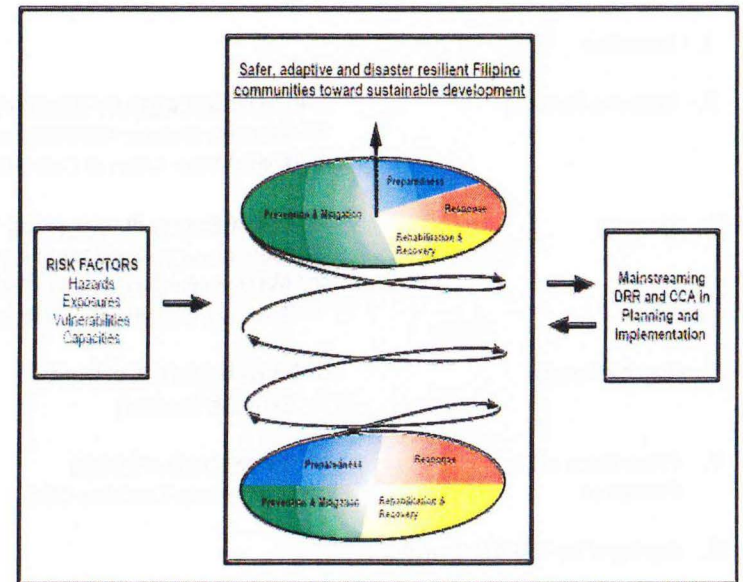 Safer, adaptive and disaster resilient Filipino
communities toward sustainable development
Preparedness
Prevention & Mitigation
Response
Rehabilitation &
Recovery
RISK FACTORS
Hazards
Exposures
Vulnerabilities
Capacities
Mainstreaming
DRR and CCA in
Planning and
Implementation
Preparedness
Response
Prevention & Mitigation
Rehabilitation &
Recovery